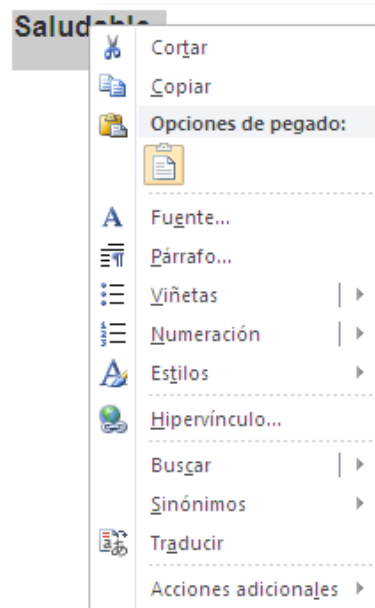 Saludable
Cortar
Copiar
Opciones de pegado:
Fuente...
Párrafo...
Viñetas
Numeración
Estilos
Hipervínculo...
Buscar
Sinónimos
Traducir
Acciones adicionales